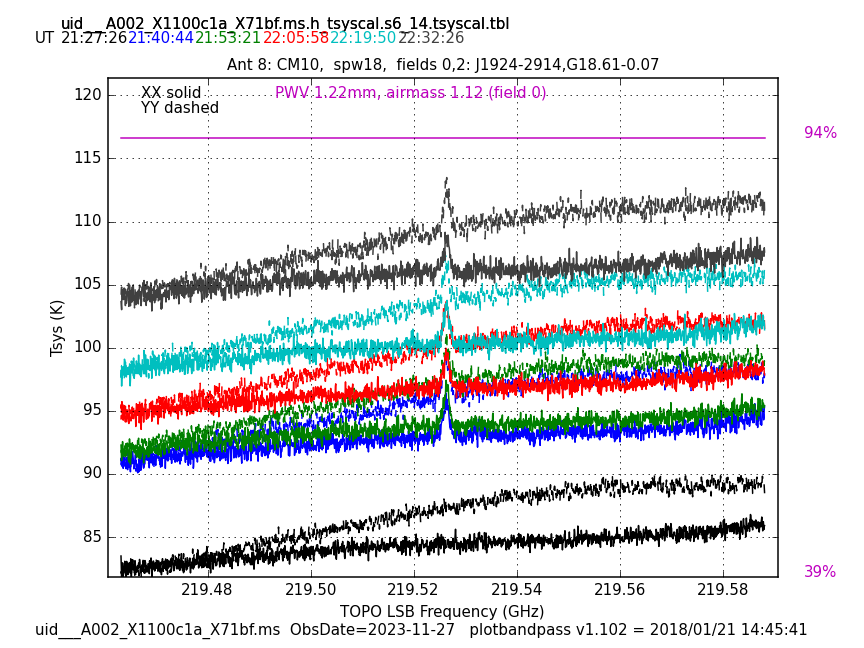 uid___A002_X1100c1a_X71bf.ms.h_tsyscal.s6_14.tsyscal.tbl
UT 21:27:26 21:40:44 21:53:21 22:05:58 22:19:50 22:32:26
Ant 8: CM10,  spw18,  fields 0,2: J1924-2914,G18.61-0.07
XX solid
YY dashed
PWV 1.22mm, airmass 1.12 (field 0)
94%
39%
120
115
110
105
100
95
90
85
Tsys (K)
219.48 219.50 219.52 219.54 219.56 219.58
TOPO LSB Frequency (GHz)
uid___A002_X1100c1a_X71bf.ms  ObsDate=2023-11-27   plotbandpass v1.102 = 2018/01/21 14:45:41